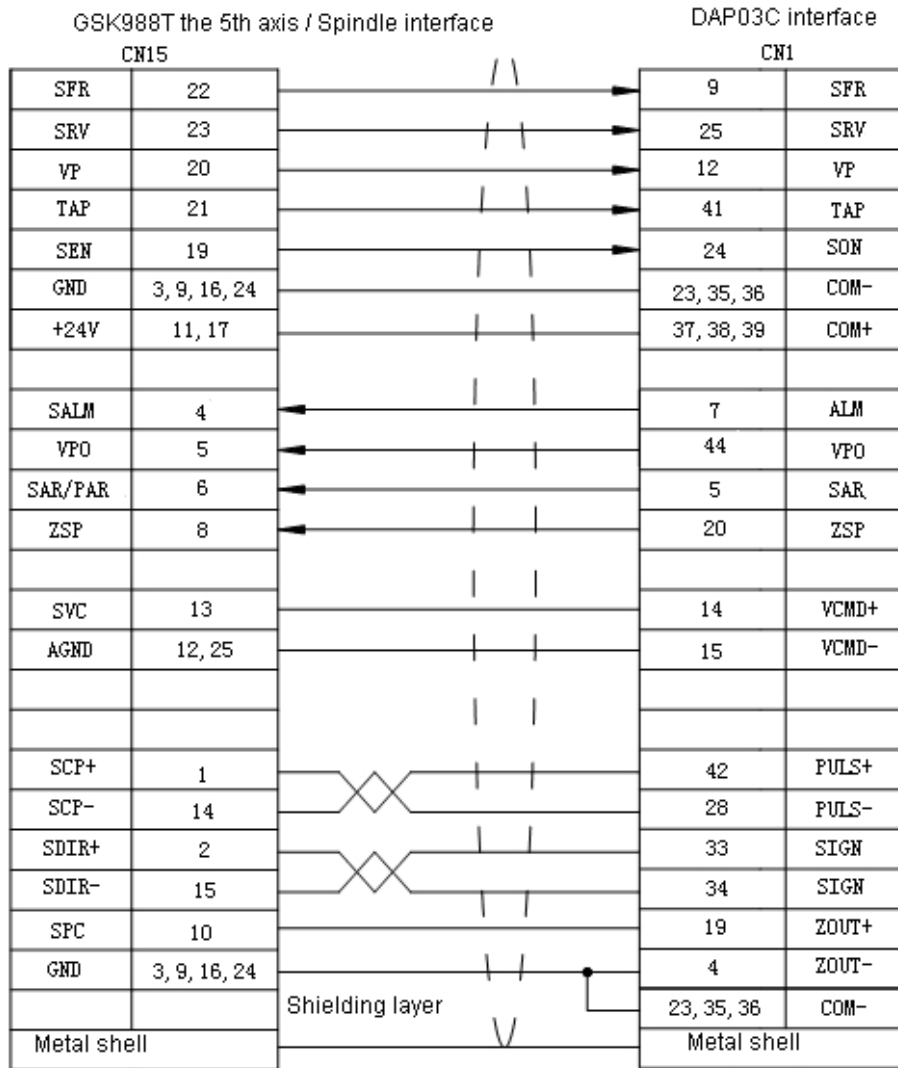 GSK988T the 5th axis / Spindle interface DAP03C interface
CN15 CN1
SFR 22 9 SFR
SRV 23 25 SRV
VP 20 12 VP
TAP 21 41 TAP
SEN 19 24 SON
GND 3, 9, 16, 24 23, 35, 36 COM-
+24V 11, 17 37, 38, 39 COM+
SALM 4 7 ALM
VPO 5 44 VPO
SAR/PAR 6 5 SAR
ZSP 8 20 ZSP
SVC 13 14 VCMD+
AGND 12, 25 15 VCMD-
SCP+ 1 42 PULS+
SCP- 14 28 PULS-
SDIR+ 2 33 SIGN
SDIR- 15 34 SIGN
SPC 10 19 ZOUT+
GND 3, 9, 16, 24 4 ZOUT-
Shielding layer 23, 35, 36 COM-
Metal shell Metal shell